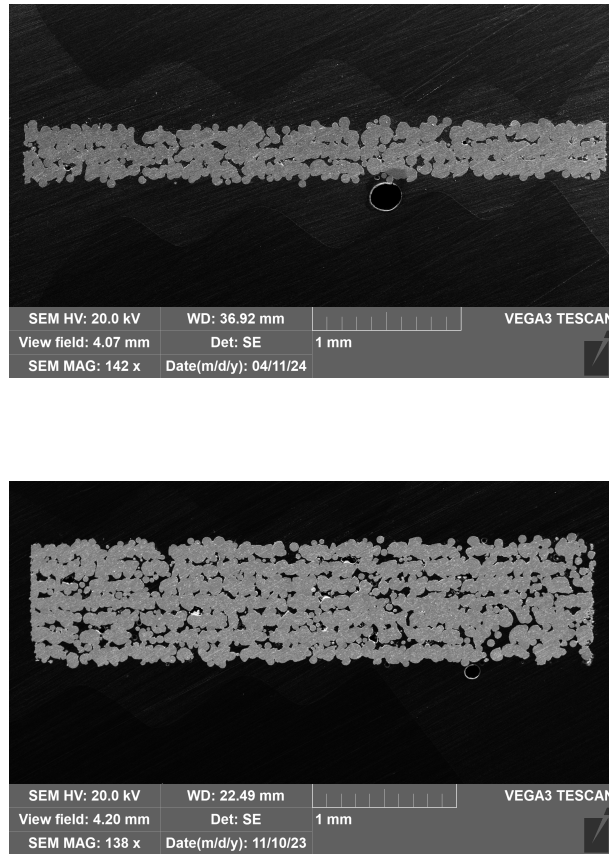 SEM HV: 20.0 kV WD: 36.92 mm VEGA3 TESCAN
View field: 4.07 mm Det: SE 1 mm
SEM MAG: 142 x Date(m/d/y): 04/11/24
SEM HV: 20.0 kV WD: 22.49 mm VEGA3 TESCAN
View field: 4.20 mm Det: SE 1 mm
SEM MAG: 138 x Date(m/d/y): 11/10/23